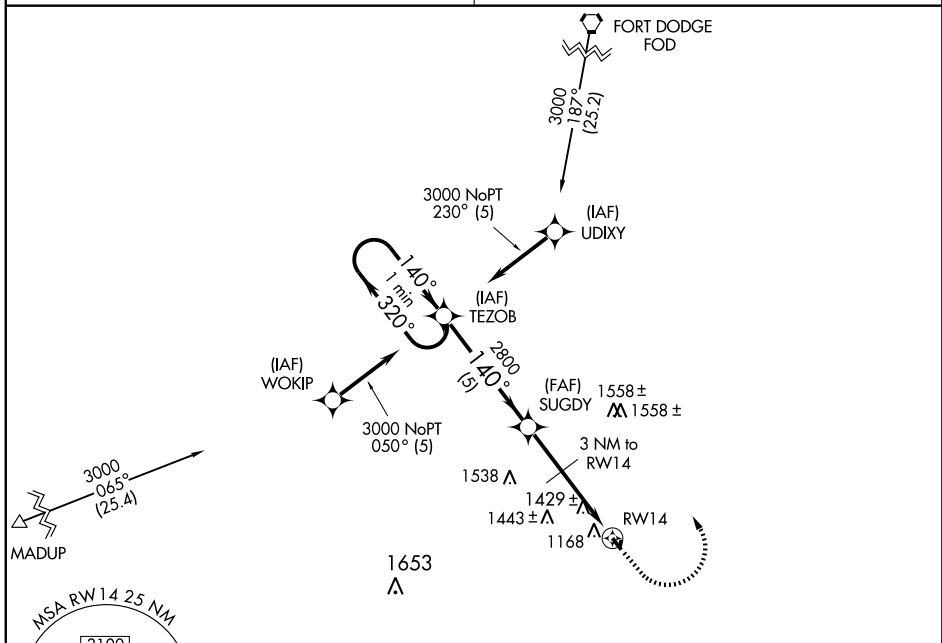 FORT DODGE
FOD
3000
187°
(25.2)
3000 NoPT
230° (5)
(IAF)
UDIXY
140°
1 min
320°
(IAF)
TEZOB
(IAF)
WOKIP
2800
140°
(5)
(FAF)
SUGDY
1558 ±
1558 ±
3000 NoPT
050° (5)
3 NM to
RW14
3000
065°
(25.4)
1538
1429 ±
1443 ±
RW14
1168
MADUP
1653
MSA RW14 25 NM